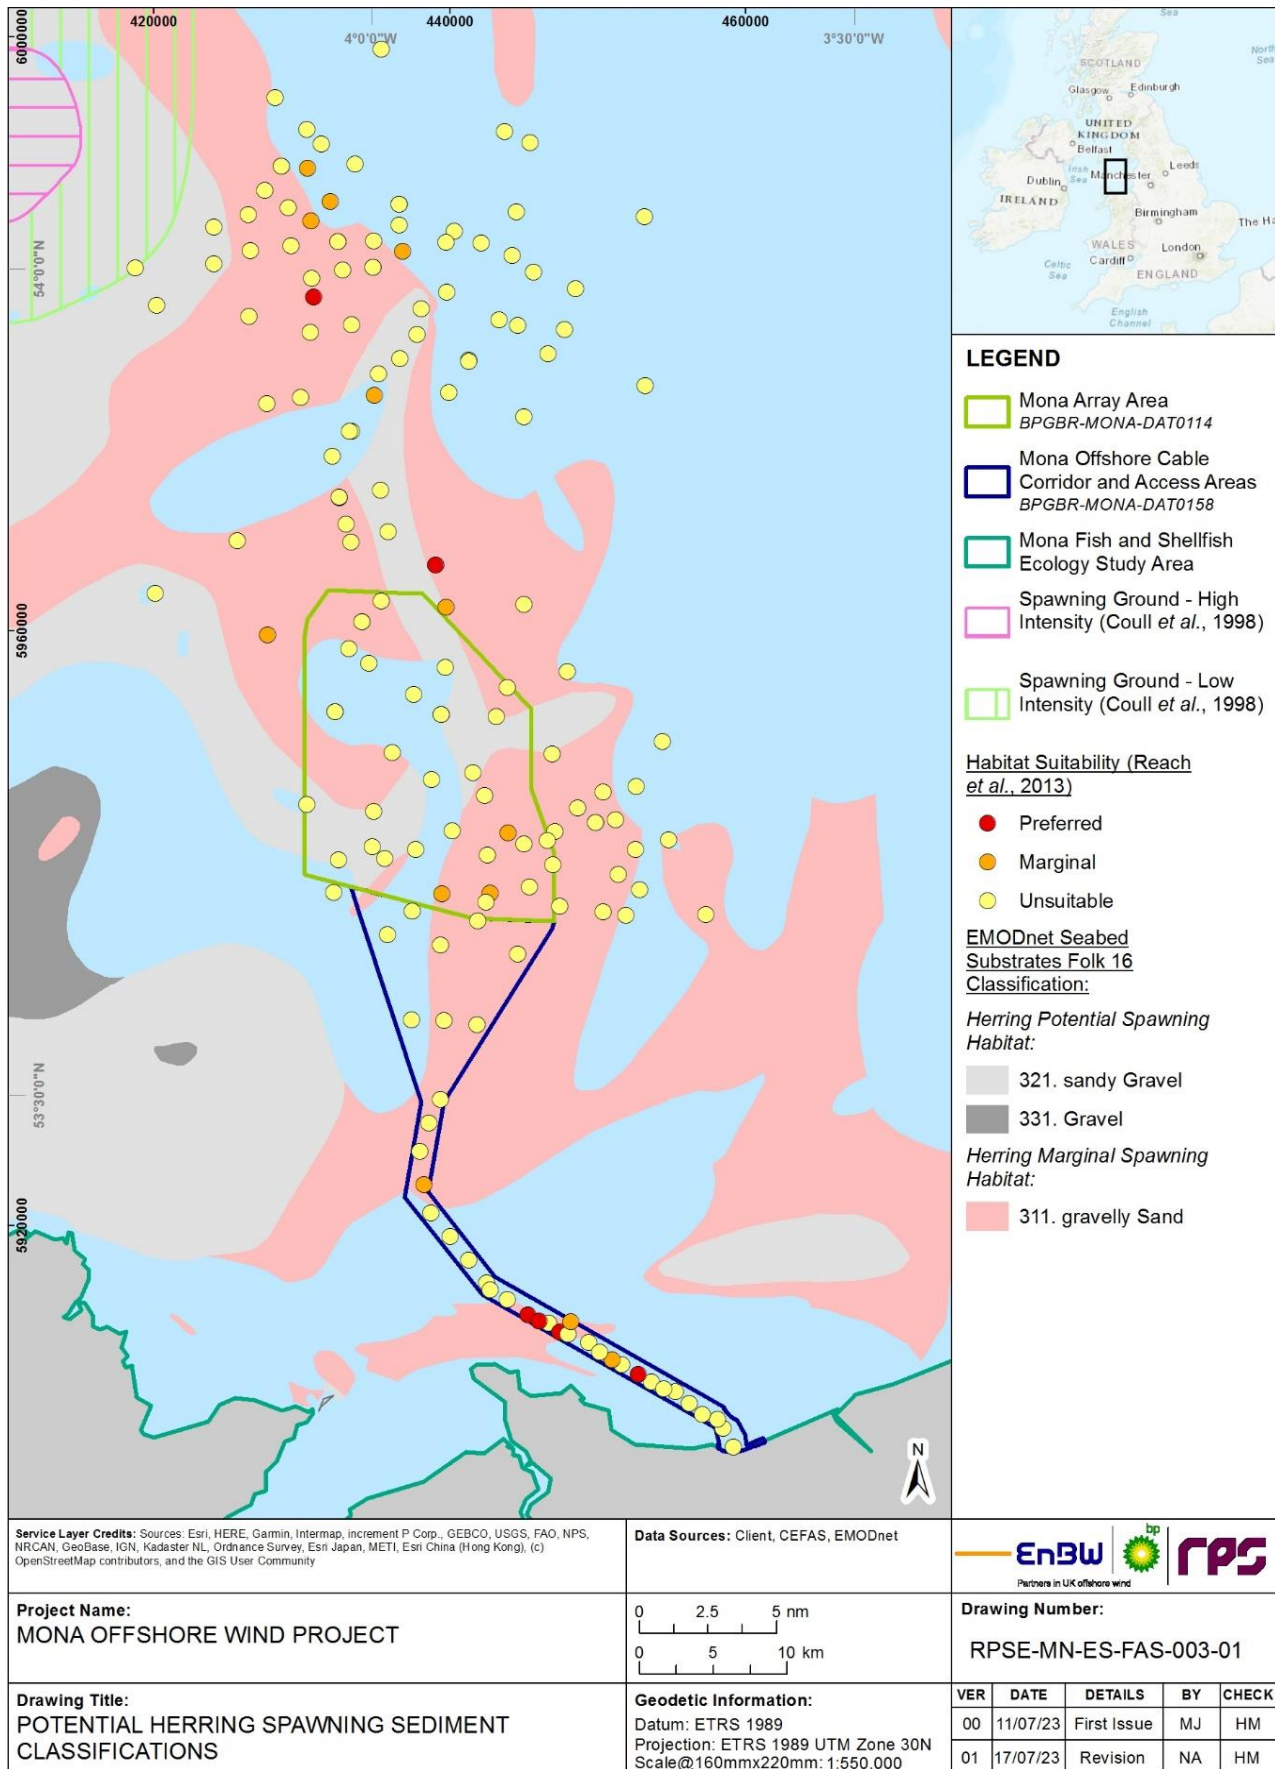 420000
440000
460000
4°0'0"W
3°30'0"W
6000000
54°0'0"N
5960000
53°30'0"N
5920000
N
Sea
North
Sea
SCOTLAND
Glasgow
Edinburgh
UNITED
KINGDOM
Belfast
Irish
Sea
Leeds
Dublin
Manchester
IRELAND
Birmingham
The Ha
WALES
London
Cardiff
Celtic
Sea
ENGLAND
English
Channel
LEGEND
Mona Array Area
BPGBR-MONA-DAT0114
Mona Offshore Cable
Corridor and Access Areas
BPGBR-MONA-DAT0158
Mona Fish and Shellfish
Ecology Study Area
Spawning Ground - High
Intensity (Coull et al., 1998)
Spawning Ground - Low
Intensity (Coull et al., 1998)
Habitat Suitability (Reach
et al., 2013)
Preferred
Marginal
Unsuitable
EMODnet Seabed
Substrates Folk 16
Classification:
Herring Potential Spawning
Habitat:
321. sandy Gravel
331. Gravel
Herring Marginal Spawning
Habitat:
311. gravelly Sand
Service Layer Credits: Sources: Esri, HERE, Garmin, Intermap, increment P Corp., GEBCO, USGS, FAO, NPS,
NRCAN, GeoBase, IGN, Kadaster NL, Ordnance Survey, Esri Japan, METI, Esri China (Hong Kong), (c)
OpenStreetMap contributors, and the GIS User Community
Data Sources: Client, CEFAS, EMODnet
EnBW
bp
rps
Partners in UK offshore wind
Project Name:
MONA OFFSHORE WIND PROJECT
0 2.5 5 nm
0 5 10 km
Drawing Number:
RPSE-MN-ES-FAS-003-01
Drawing Title:
POTENTIAL HERRING SPAWNING SEDIMENT
CLASSIFICATIONS
Geodetic Information:
Datum: ETRS 1989
Projection: ETRS 1989 UTM Zone 30N
Scale@160mmx220mm: 1:550,000
VER DATE DETAILS BY CHECK
00 11/07/23 First Issue MJ HM
01 17/07/23 Revision NA HM